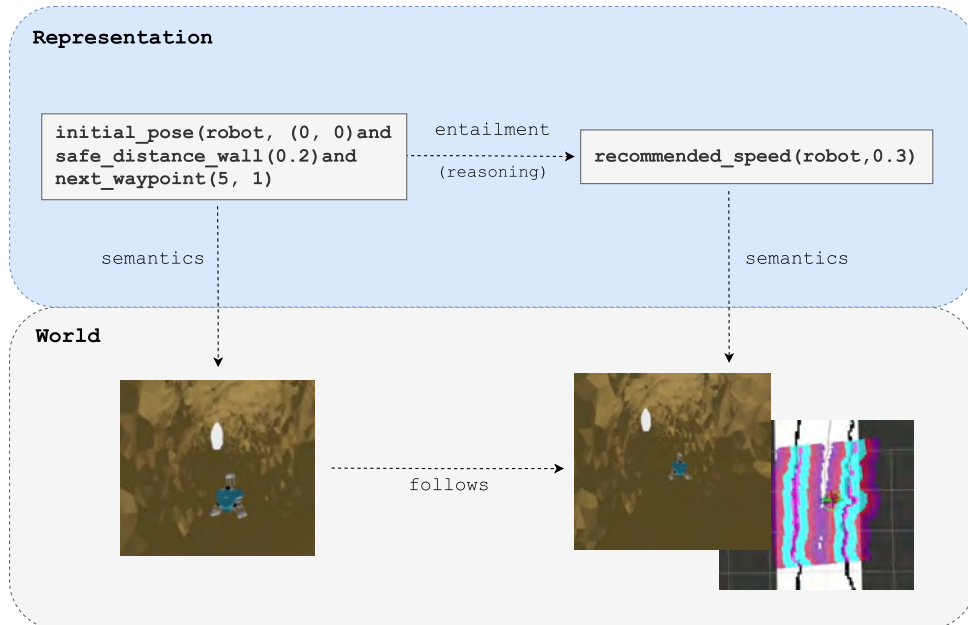 Representation
initial_pose(robot, (0, 0)and
safe_distance_wall(0.2)and
next_waypoint(5, 1)
entailment
(reasoning)
recommended_speed(robot,0.3)
semantics
semantics
World
follows